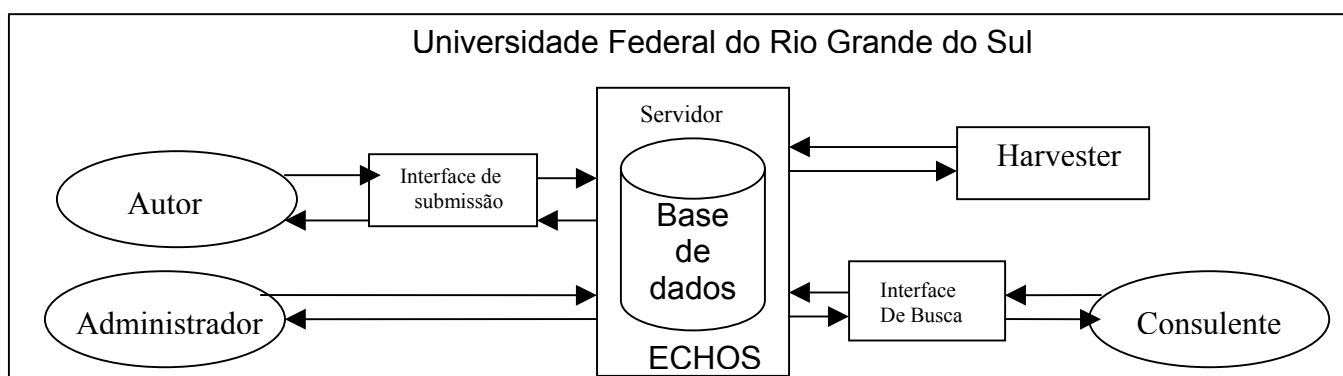 Universidade Federal do Rio Grande do Sul
Servidor
Harvester
Interface de
submissão
Autor
Base
de
dados
Administrador
Interface
De Busca
Consulente
ECHOS